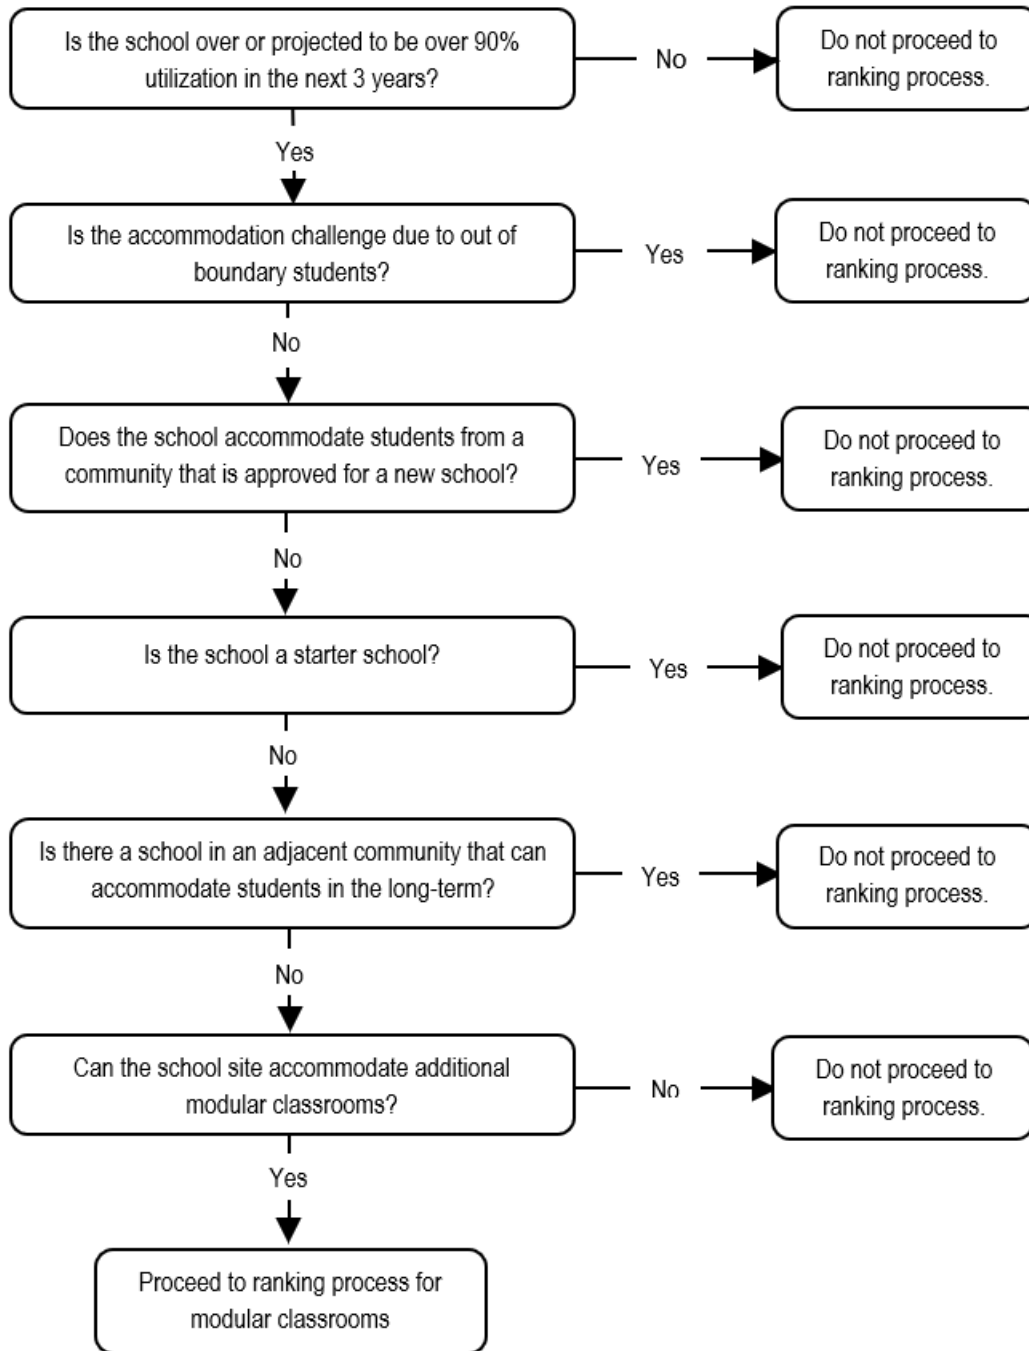 Is the school over or projected to be over 90%
utilization in the next 3 years?
No
Do not proceed to
ranking process.
Yes
Is the accommodation challenge due to out of
boundary students?
Yes
Do not proceed to
ranking process.
No
Does the school accommodate students from a
community that is approved for a new school?
Yes
Do not proceed to
ranking process.
No
Is the school a starter school?
Yes
Do not proceed to
ranking process.
No
Is there a school in an adjacent community that can
accommodate students in the long-term?
Yes
Do not proceed to
ranking process.
No
Can the school site accommodate additional
modular classrooms?
No
Do not proceed to
ranking process.
Yes
Proceed to ranking process for
modular classrooms